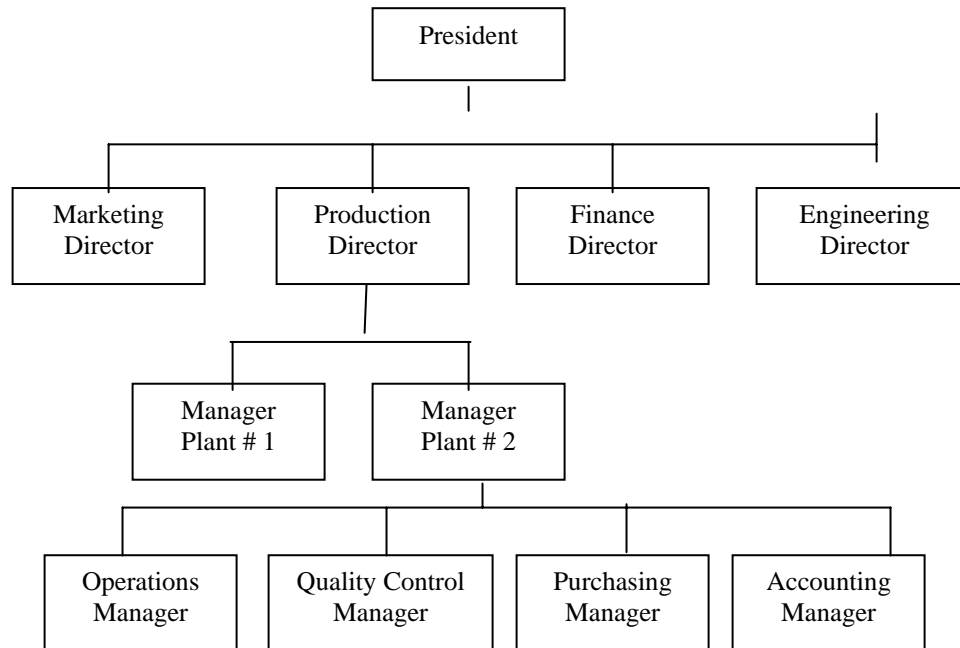 President
Marketing
Director
Production
Director
Finance
Director
Engineering
Director
Manager
Plant # 1
Manager
Plant # 2
Operations
Manager
Quality Control
Manager
Purchasing
Manager
Accounting
Manager